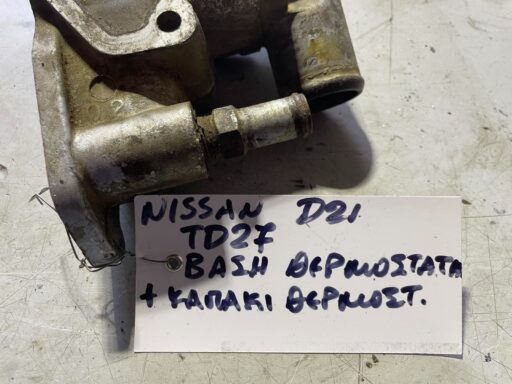 NISSAN D21
TD27
ΒΑΣΗ ΘΕΡΜΟΣΤΑΤΗ
+ ΚΑΠΑΚΙ ΘΕΡΜΟΣΤ.